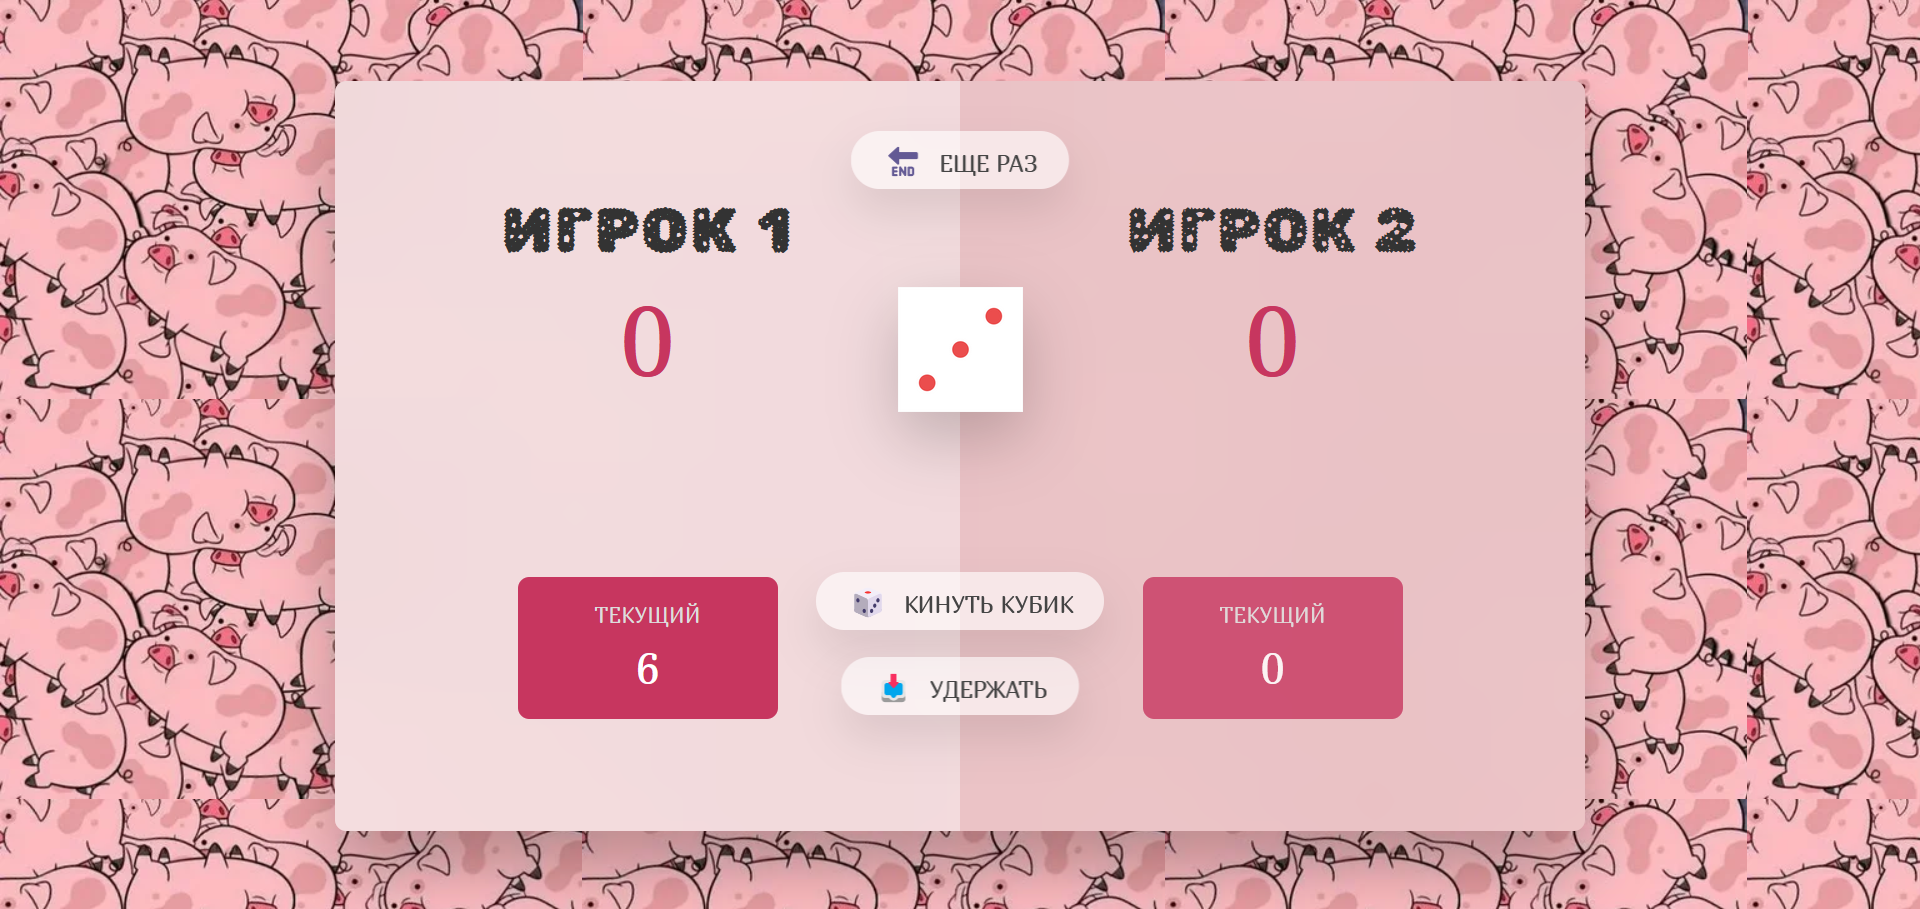 END ЕЩЕ РАЗ
ИГРОК 1
ИГРОК 2
0
0
ТЕКУЩИЙ
6
КИНУТЬ КУБИК
УДЕРЖАТЬ
ТЕКУЩИЙ
0